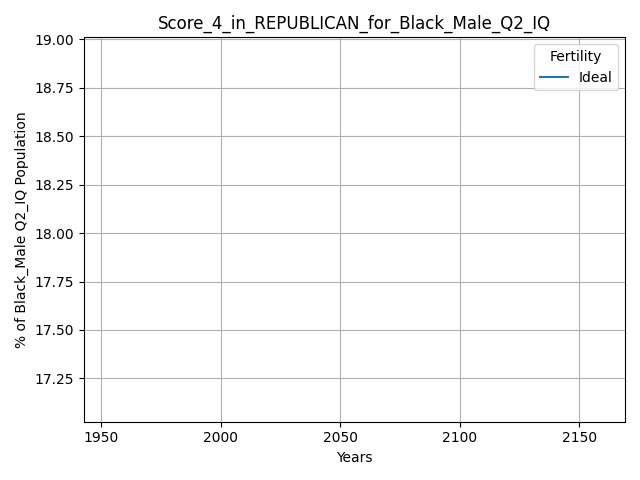 Score_4_in_REPUBLICAN_for_Black_Male_Q2_IQ
19.00
18.75
18.50
18.25
18.00
17.75
17.50
17.25
% of Black_Male Q2_IQ Population
Fertility
Ideal
1950 2000 2050 2100 2150
Years